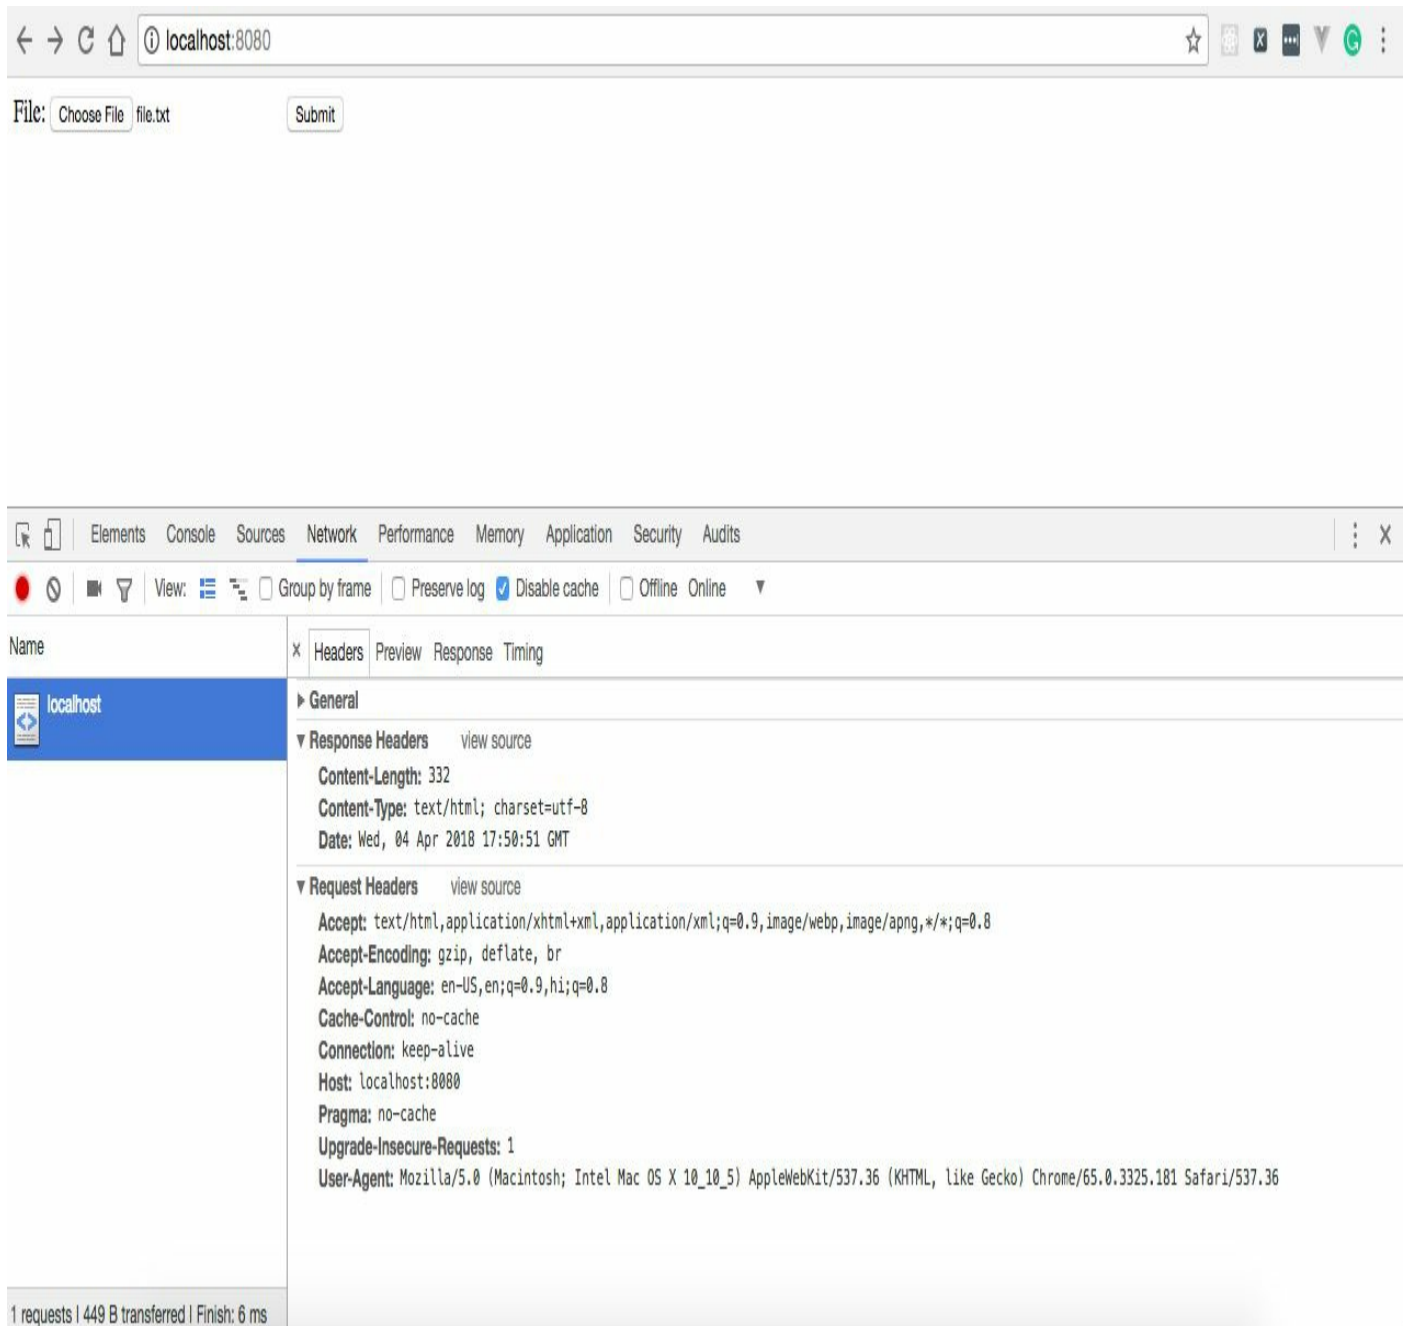 localhost:8080
File: Choose File file.txt Submit
Elements Console Sources Network Performance Memory Application Security Audits
View: Group by frame Preserve log Disable cache Offline Online
Name
Headers Preview Response Timing
localhost
General
Response Headers view source
Content-Length: 332
Content-Type: text/html; charset=utf-8
Date: Wed, 04 Apr 2018 17:50:51 GMT
Request Headers view source
Accept: text/html,application/xhtml+xml,application/xml;q=0.9,image/webp,image/apng,*/*;q=0.8
Accept-Encoding: gzip, deflate, br
Accept-Language: en-US,en;q=0.9,hi;q=0.8
Cache-Control: no-cache
Connection: keep-alive
Host: localhost:8080
Pragma: no-cache
Upgrade-Insecure-Requests: 1
User-Agent: Mozilla/5.0 (Macintosh; Intel Mac OS X 10_10_5) AppleWebKit/537.36 (KHTML, like Gecko) Chrome/65.0.3325.181 Safari/537.36
1 requests | 449 B transferred | Finish: 6 ms